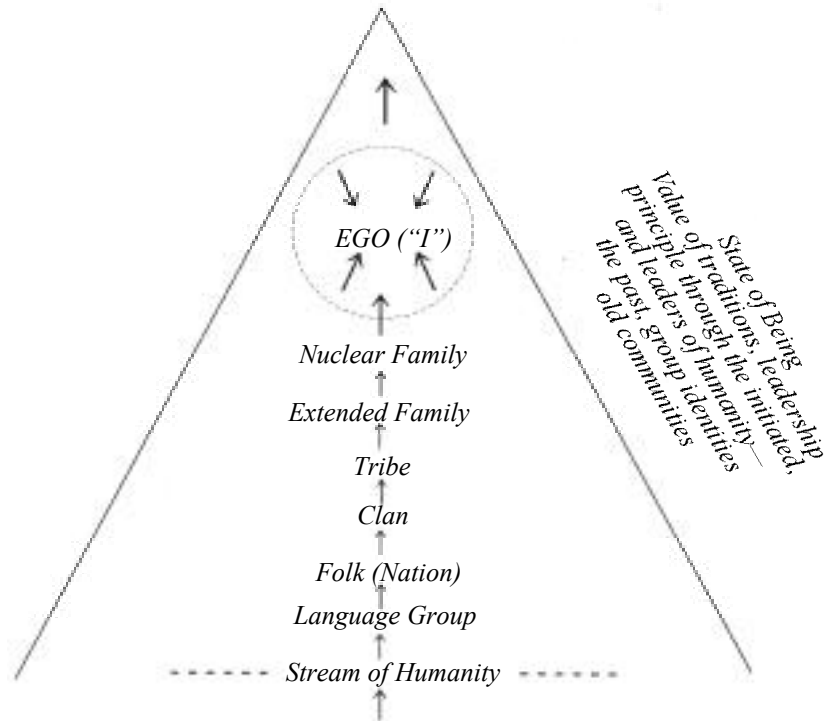 EGO (“I”)
Nuclear Family
Extended Family
Tribe
Clan
Folk (Nation)
Language Group
Stream of Humanity
State of Being
Value of traditions, leadership
principle through the initiated,
and leaders of humanity—
the past, group identities
old communities